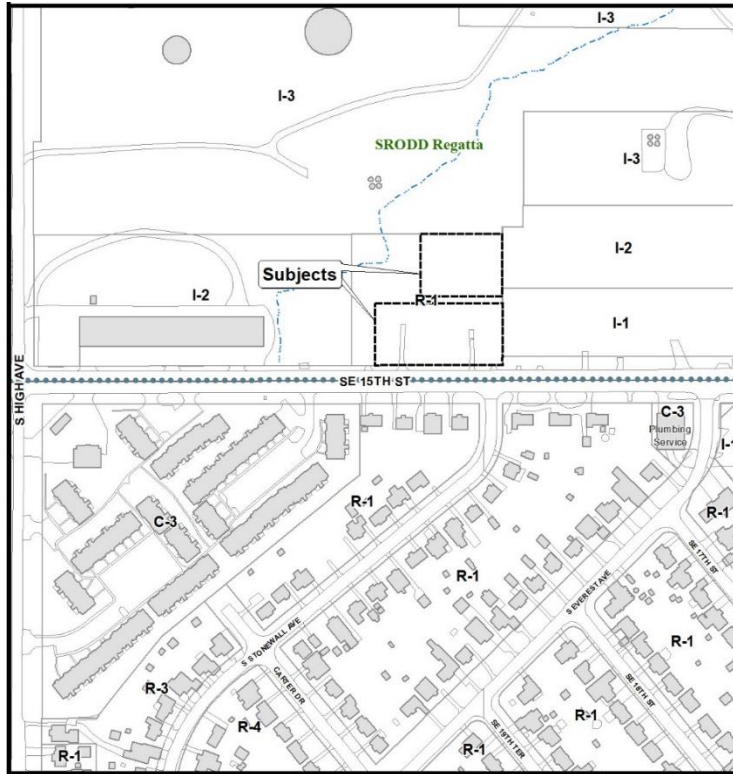 I-3
I-3
SRODD Regatta
I-3
I-2
Subjects
I-2
R-1
I-1
S HIGH AVE
SE 15TH ST
C-3
Plumbing
Service
I-1
R-1
R-1
C-3
SE 17TH ST
R-1
S EVEREST AVE
S STONEWALL AVE
R-1
R-3
CARTER DR
SE 18TH ST
R-4
SE 19TH TER
R-1
R-1
R-1